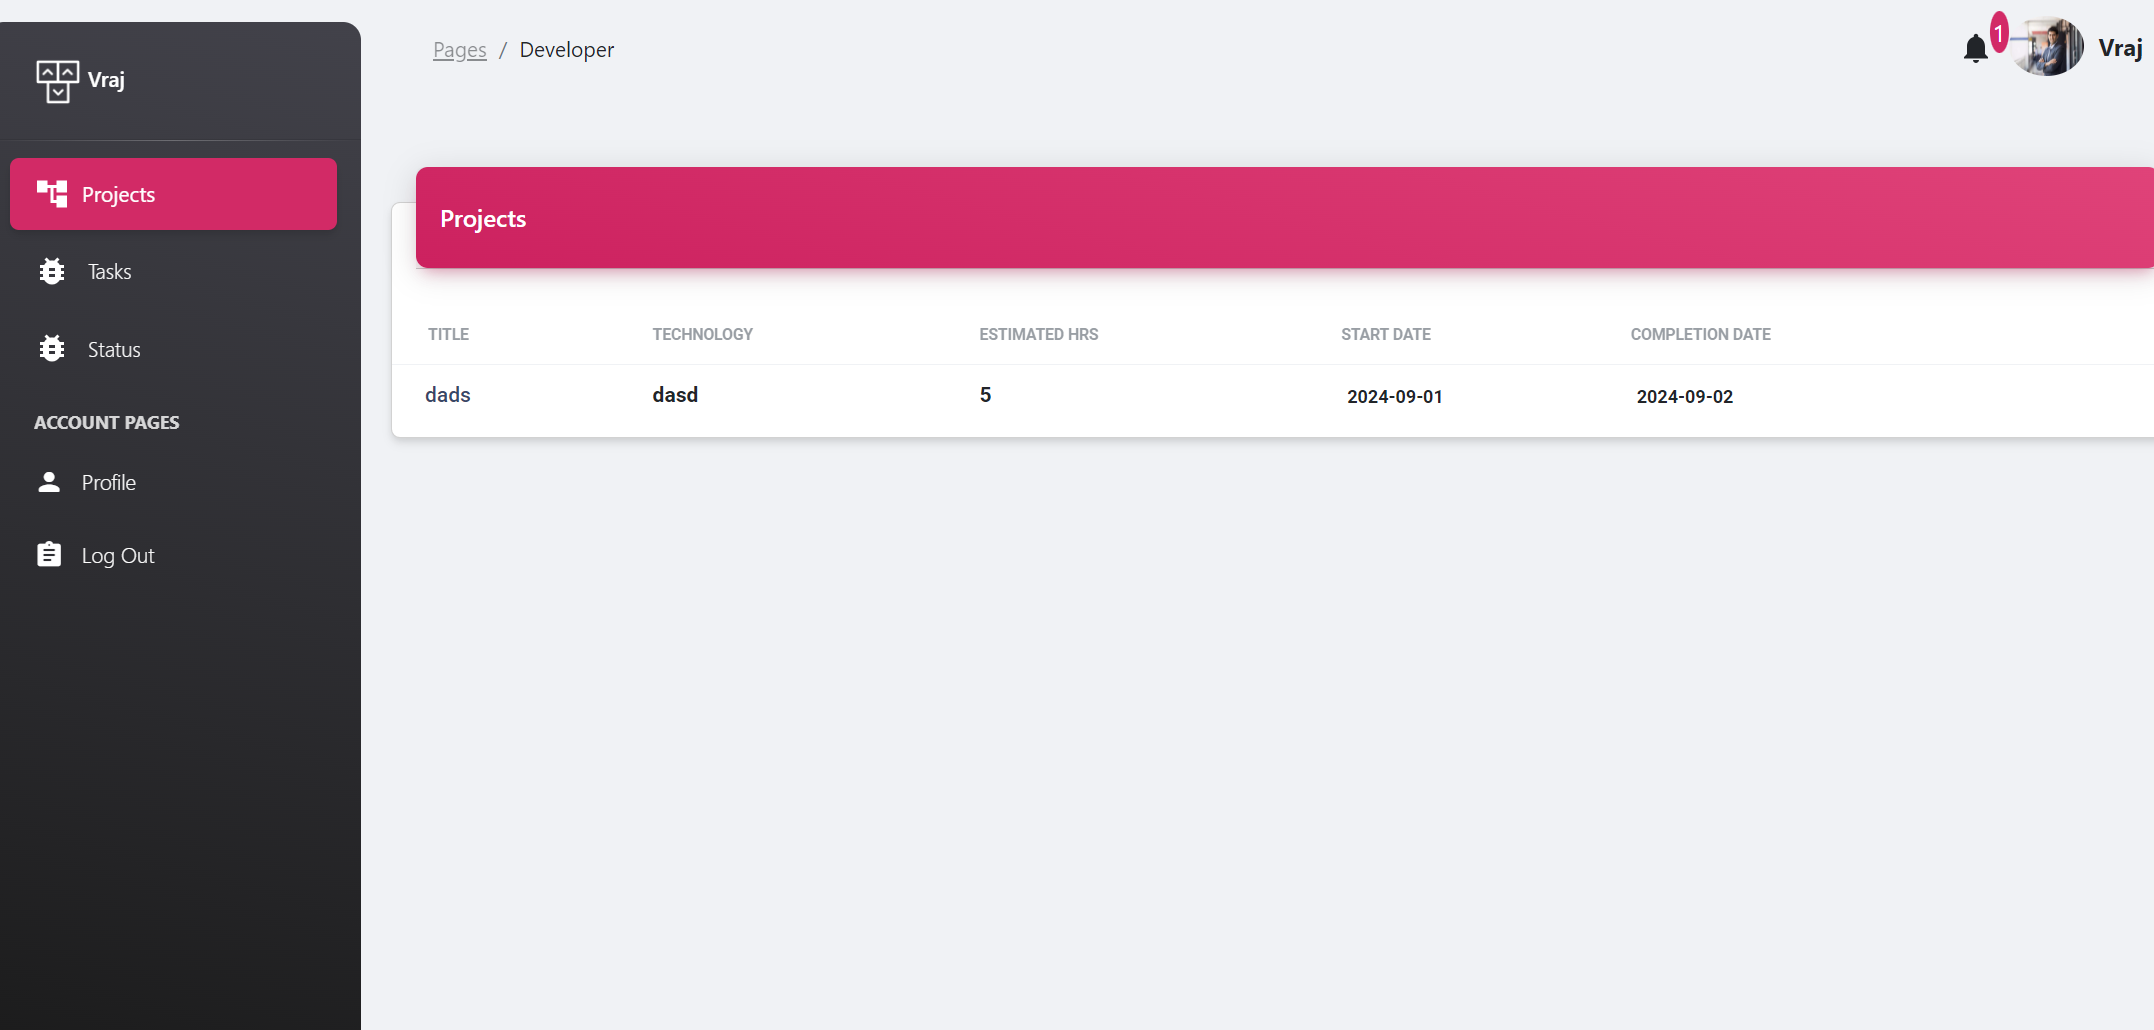 Vraj
Projects
Tasks
Status
ACCOUNT PAGES
Profile
Log Out
Pages / Developer
1
Vraj
Projects
TITLE TECHNOLOGY ESTIMATED HRS START DATE COMPLETION DATE
dads dasd 5 2024-09-01 2024-09-02